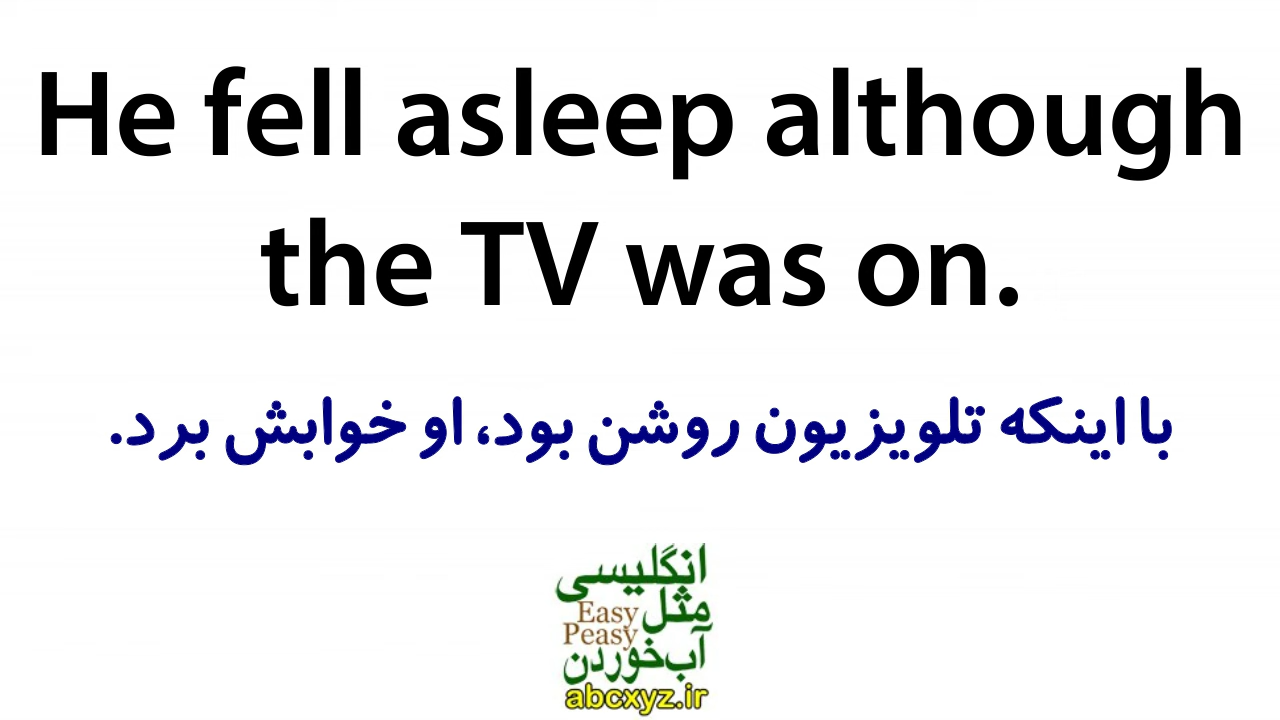 He fell asleep although
the TV was on.
با اینکه تلویزیون روشن بود، او خوابش برد.
انگلیسی
مثل
Easy
Peasy
آب‌خوردن
abcxyz.ir